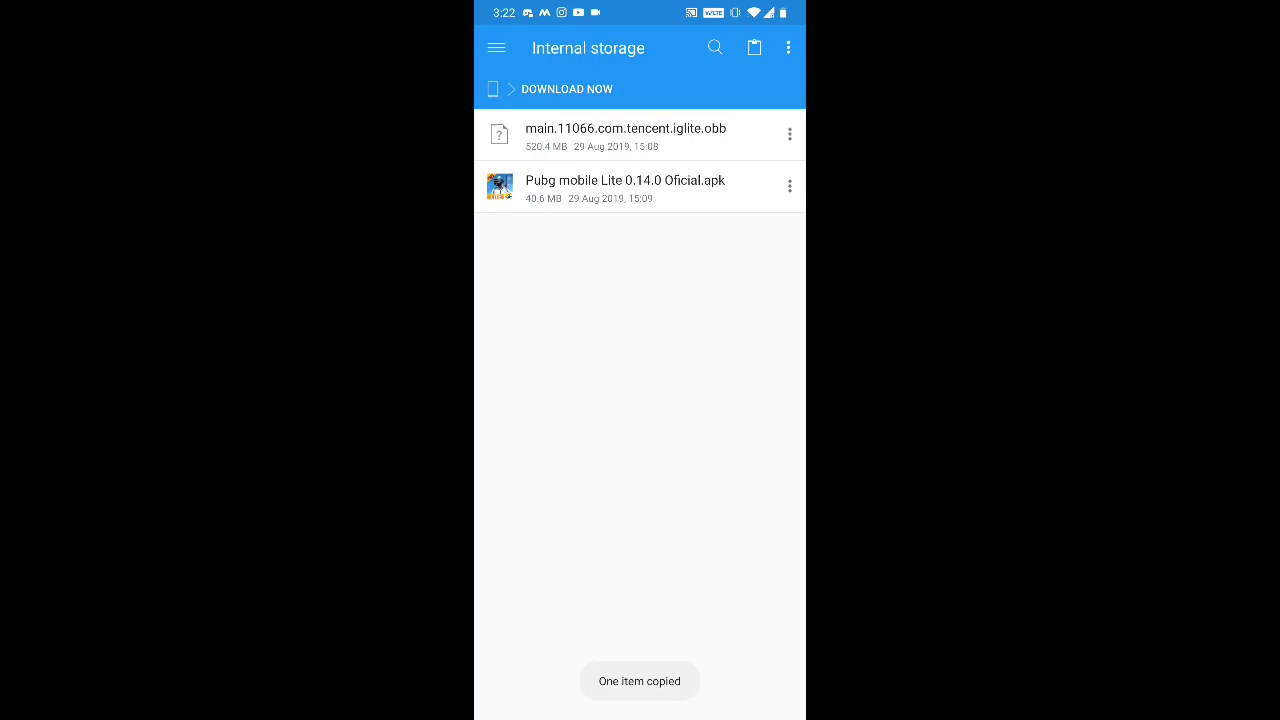 3:22 VoLTE
Internal storage
DOWNLOAD NOW
main.11066.com.tencent.iglite.obb
520.4 MB 29 Aug 2019, 15:08
Pubg mobile Lite 0.14.0 Oficial.apk
40.6 MB 29 Aug 2019, 15:09
One item copied